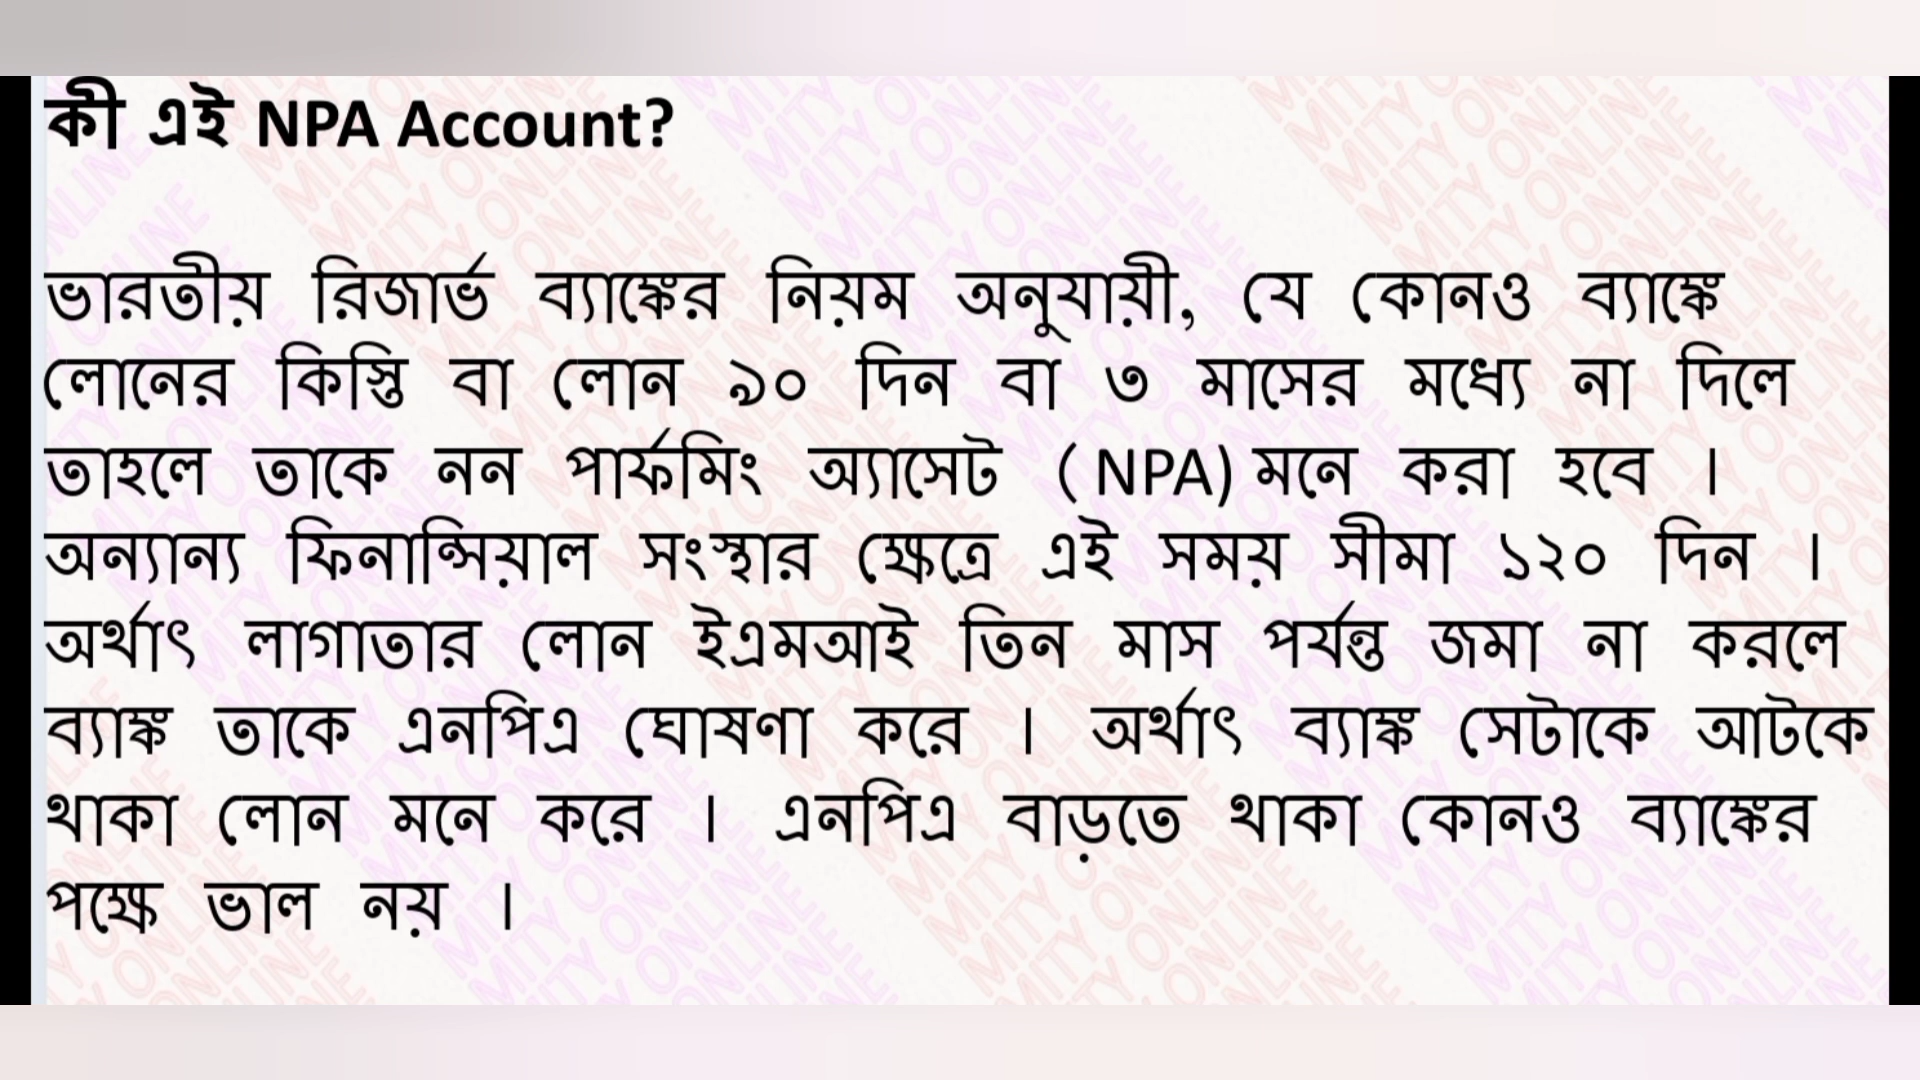 কী এই NPA Account?
ভারতীয় রিজার্ভ ব্যাঙ্কের নিয়ম অনুযায়ী, যে কোনও ব্যাঙ্কে
লোনের কিস্তি বা লোন ৯০ দিন বা ৩ মাসের মধ্যে না দিলে
তাহলে তাকে নন পার্ফমিং অ্যাসেট ( NPA) মনে করা হবে ।
অন্যান্য ফিনান্সিয়াল সংস্থার ক্ষেত্রে এই সময় সীমা ১২০ দিন ।
অর্থাৎ লাগাতার লোন ইএমআই তিন মাস পর্যন্ত জমা না করলে
ব্যাঙ্ক তাকে এনপিএ ঘোষণা করে । অর্থাৎ ব্যাঙ্ক সেটাকে আটকে
থাকা লোন মনে করে । এনপিএ বাড়তে থাকা কোনও ব্যাঙ্কের
পক্ষে ভাল নয় ।